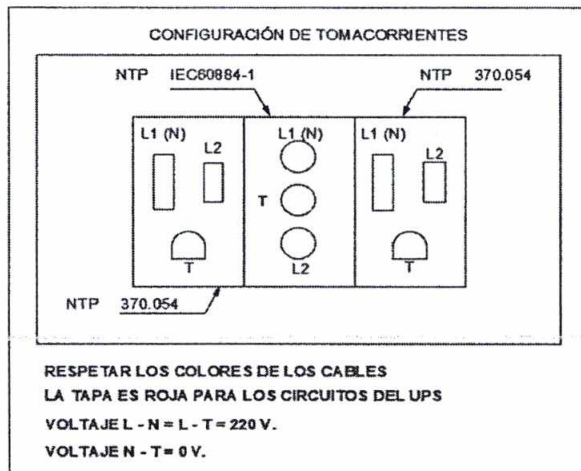 CONFIGURACIÓN DE TOMACORRIENTES
NTP IEC60884-1
NTP 370.054
L1 (N)
L2
T
L1 (N)
T
L2
L1 (N)
L2
T
NTP 370.054
RESPETAR LOS COLORES DE LOS CABLES
LA TAPA ES ROJA PARA LOS CIRCUITOS DEL UPS
VOLTAJE L - N = L - T = 220 V.
VOLTAJE N - T = 0 V.